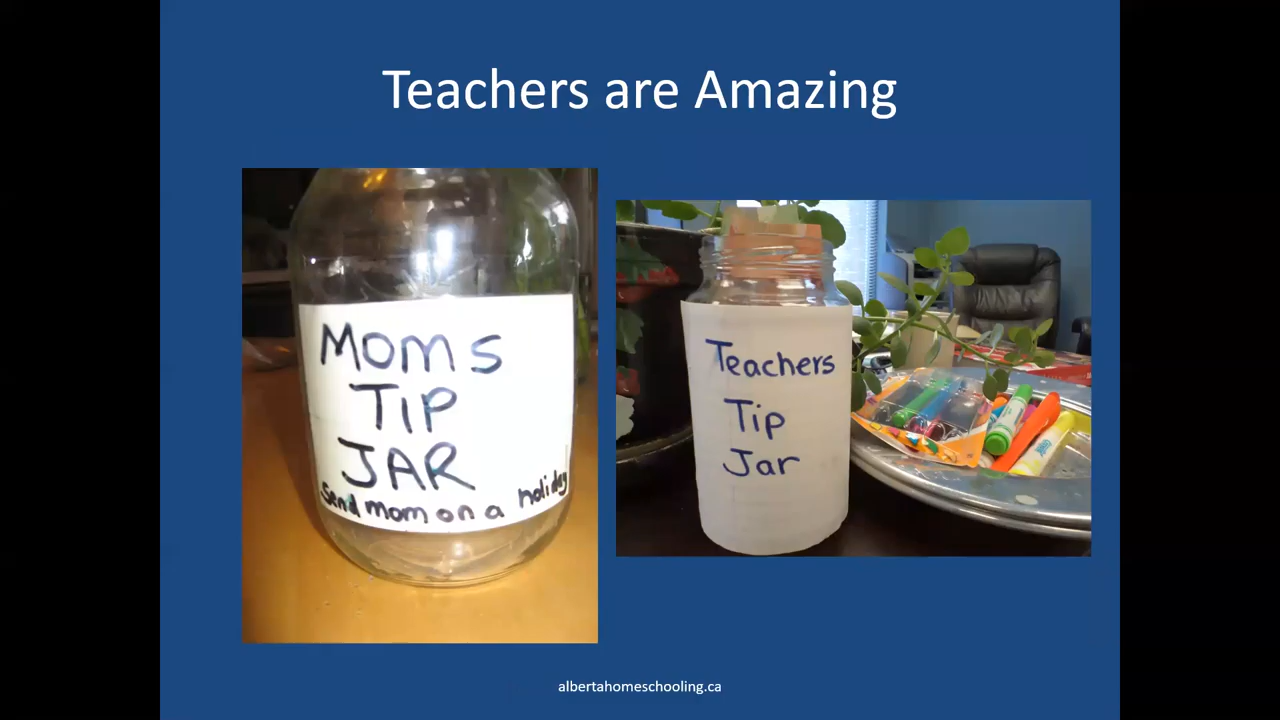 Teachers are Amazing
MOMS
TIP
JAR
Send mom on a holiday
Teachers
Tip
Jar
albertahomeschooling.ca